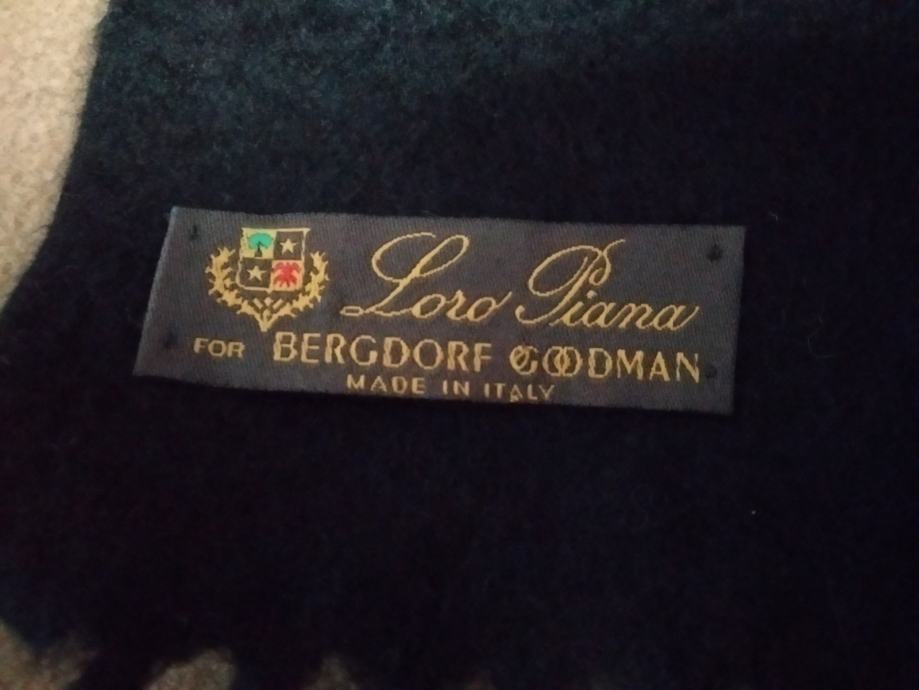 Loro Piana
FOR BERGDORF GOODMAN
MADE IN ITALY